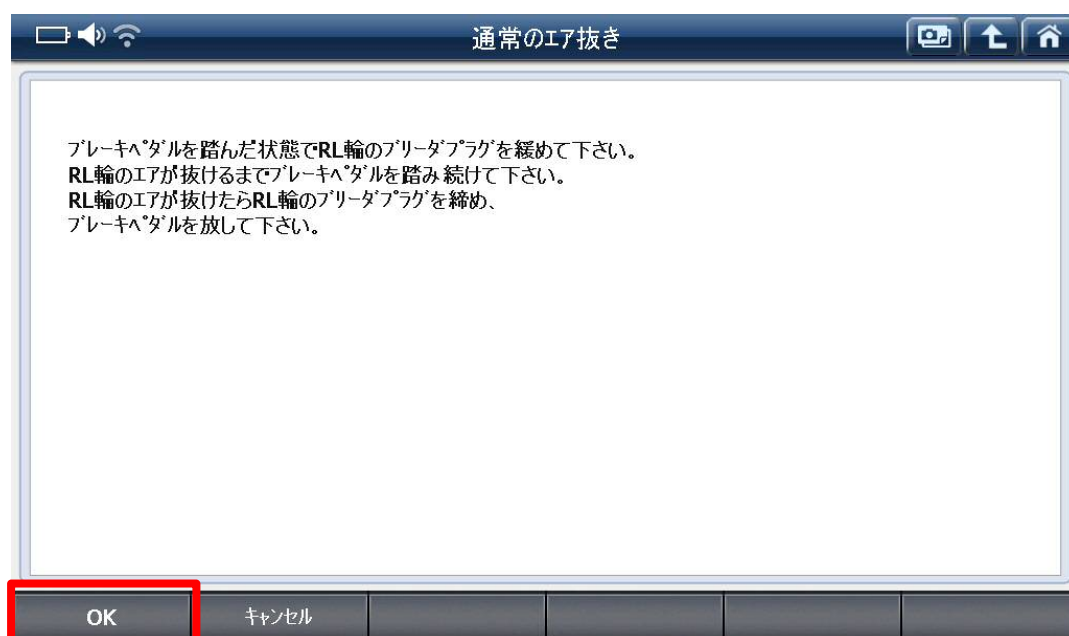 通常のｴｱ抜き
ﾌﾞﾚｰｷﾍﾟﾀﾞﾙを踏んだ状態でRL輪のﾌﾞﾘｰﾀﾞﾌﾟﾗｸﾞを緩めて下さい。
RL輪のｴｱが抜けるまでﾌﾞﾚｰｷﾍﾟﾀﾞﾙを踏み続けて下さい。
RL輪のｴｱが抜けたらRL輪のﾌﾞﾘｰﾀﾞﾌﾟﾗｸﾞを締め、
ﾌﾞﾚｰｷﾍﾟﾀﾞﾙを放して下さい。
OK
ｷｬﾝｾﾙ